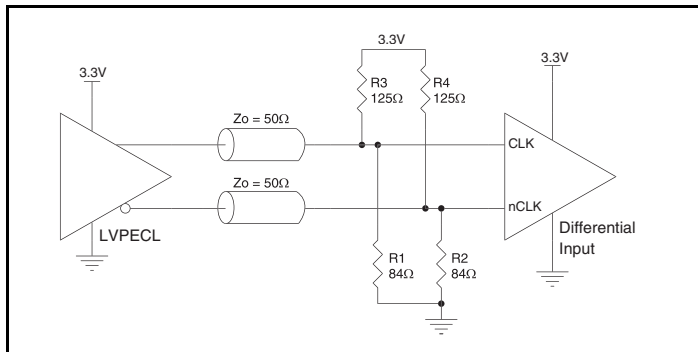 3.3V
3.3V
3.3V
R3
125Ω
R4
125Ω
Zo = 50Ω
CLK
Zo = 50Ω
nCLK
LVPECL
Differential
Input
R1
84Ω
R2
84Ω